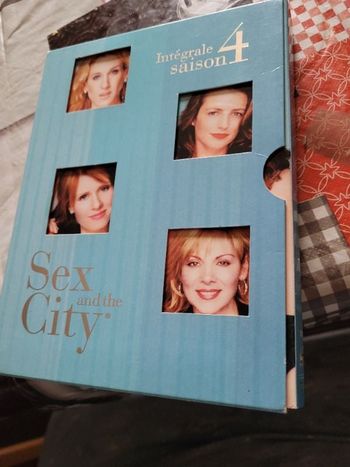 Intégrale
saison 4
Sex
and the
City